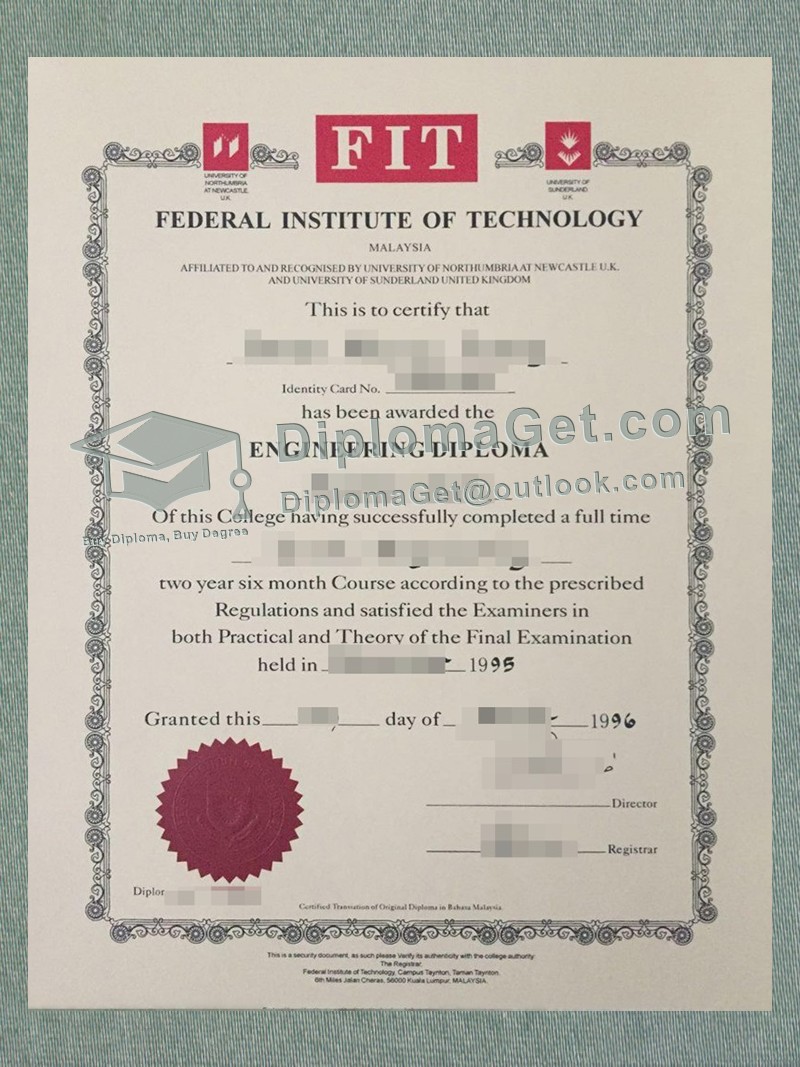 FIT
UNIVERSITY OF
NORTHUMBRIA
AT NEWCASTLE
U.K
UNIVERSITY OF
SUNDERLAND
U.K
FEDERAL INSTITUTE OF TECHNOLOGY
MALAYSIA
AFFILIATED TO AND RECOGNISED BY UNIVERSITY OF NORTHUMBRIA AT NEWCASTLE U.K.
AND UNIVERSITY OF SUNDERLAND UNITED KINGDOM
This is to certify that
Identity Card No.
has been awarded the
DiplomaGet.com
ENGINEERING DIPLOMA
DiplomaGet@outlook.com
Of this College having successfully completed a full time
Buy Diploma, Buy Degree
two year six month Course according to the prescribed
Regulations and satisfied the Examiners in
both Practical and Theory of the Final Examination
held in 1995
Granted this day of 1996
Director
Registrar
Diplor
Certified Translation of Original Diploma in Bahasa Malaysia.
This is a security document, as such please Verify its authenticity with the college authority
The Registrar,
Federal Institute of Technology, Campus Taynton, Taman Taynton,
6th Miles Jalan Cheras, 56000 Kuala Lumpur, MALAYSIA.